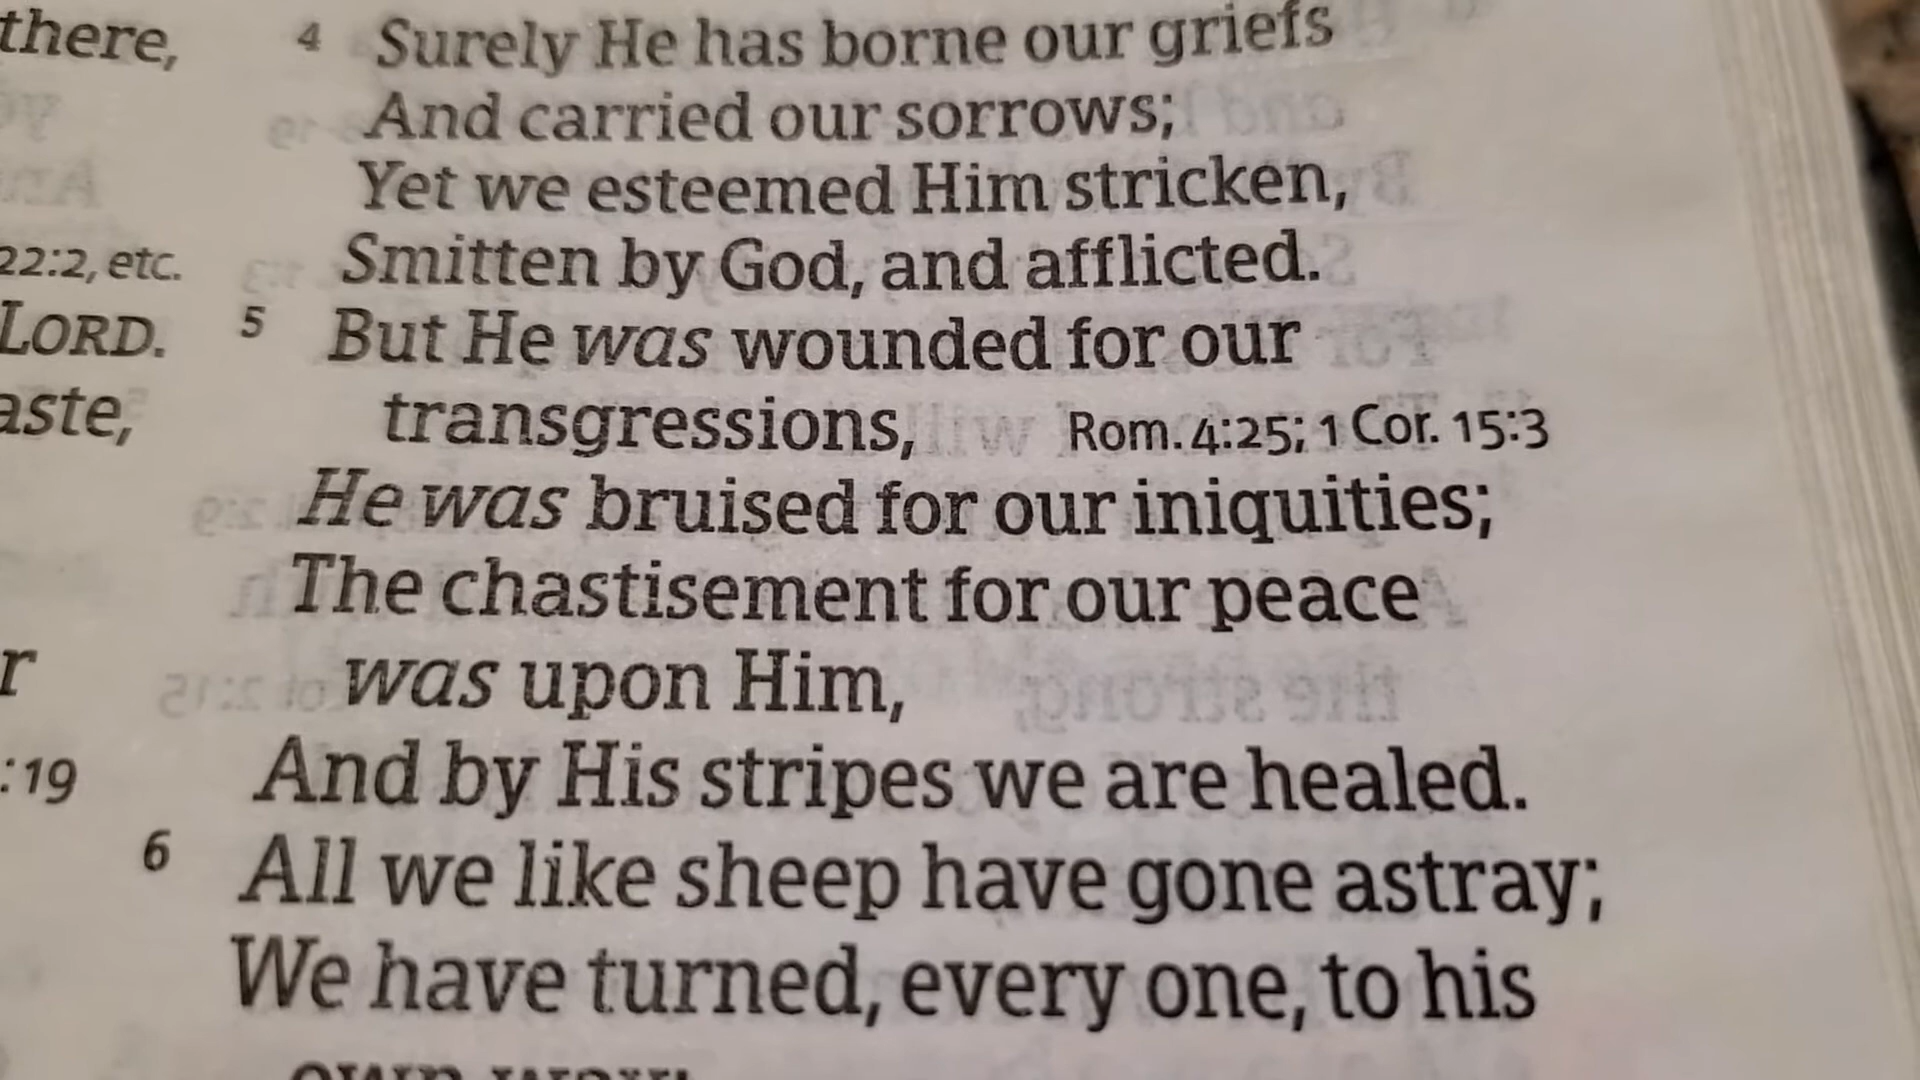 there,
22:2, etc.
LORD.
aste,
r
:19
4 Surely He has borne our griefs
And carried our sorrows;
Yet we esteemed Him stricken,
Smitten by God, and afflicted.
5 But He was wounded for our
transgressions, Rom. 4:25; 1 Cor. 15:3
He was bruised for our iniquities;
The chastisement for our peace
was upon Him,
And by His stripes we are healed.
6 All we like sheep have gone astray;
We have turned, every one, to his